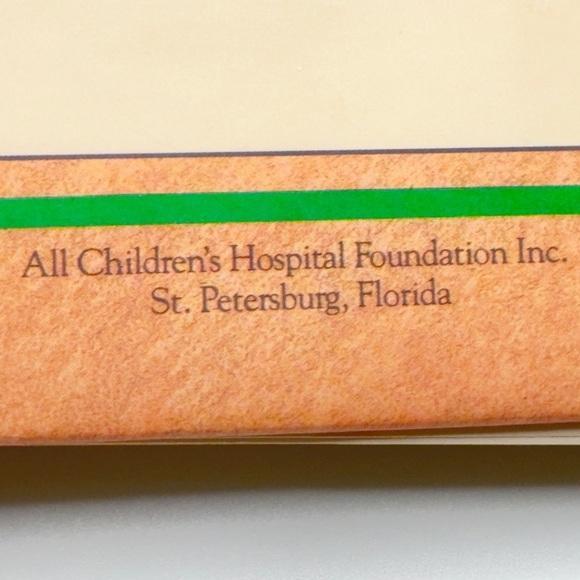 All Children's Hospital Foundation Inc.
St. Petersburg, Florida